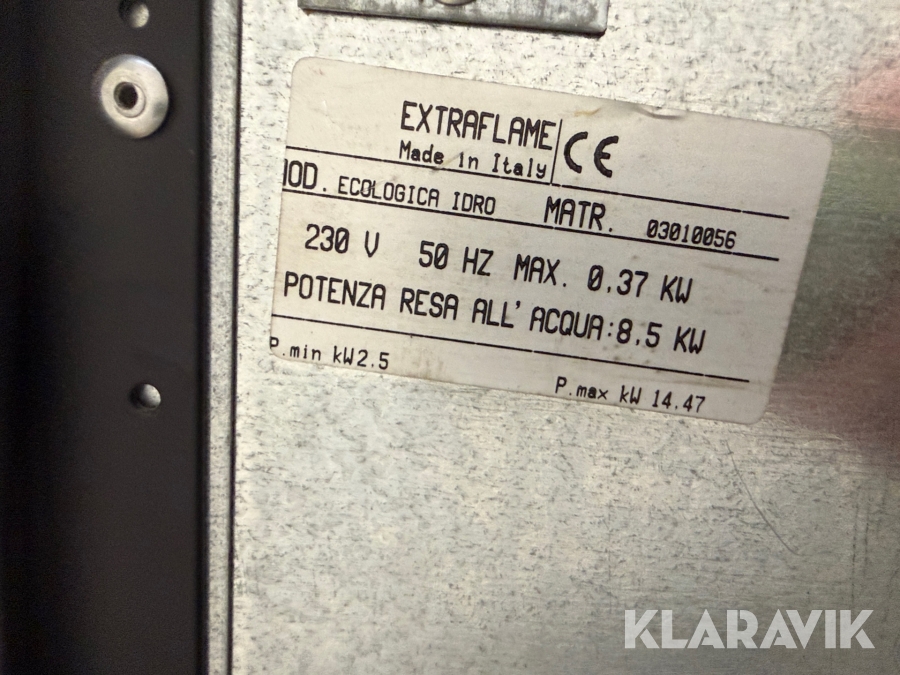 EXTRAFLAME CE
Made in Italy
MOD. ECOLOGICA IDRO MATR. 03010056
230 V 50 HZ MAX. 0.37 KW
POTENZA RESA ALL' ACQUA:8.5 KW
P.min kW2.5 P.max kW 14.47
KLARAVIK